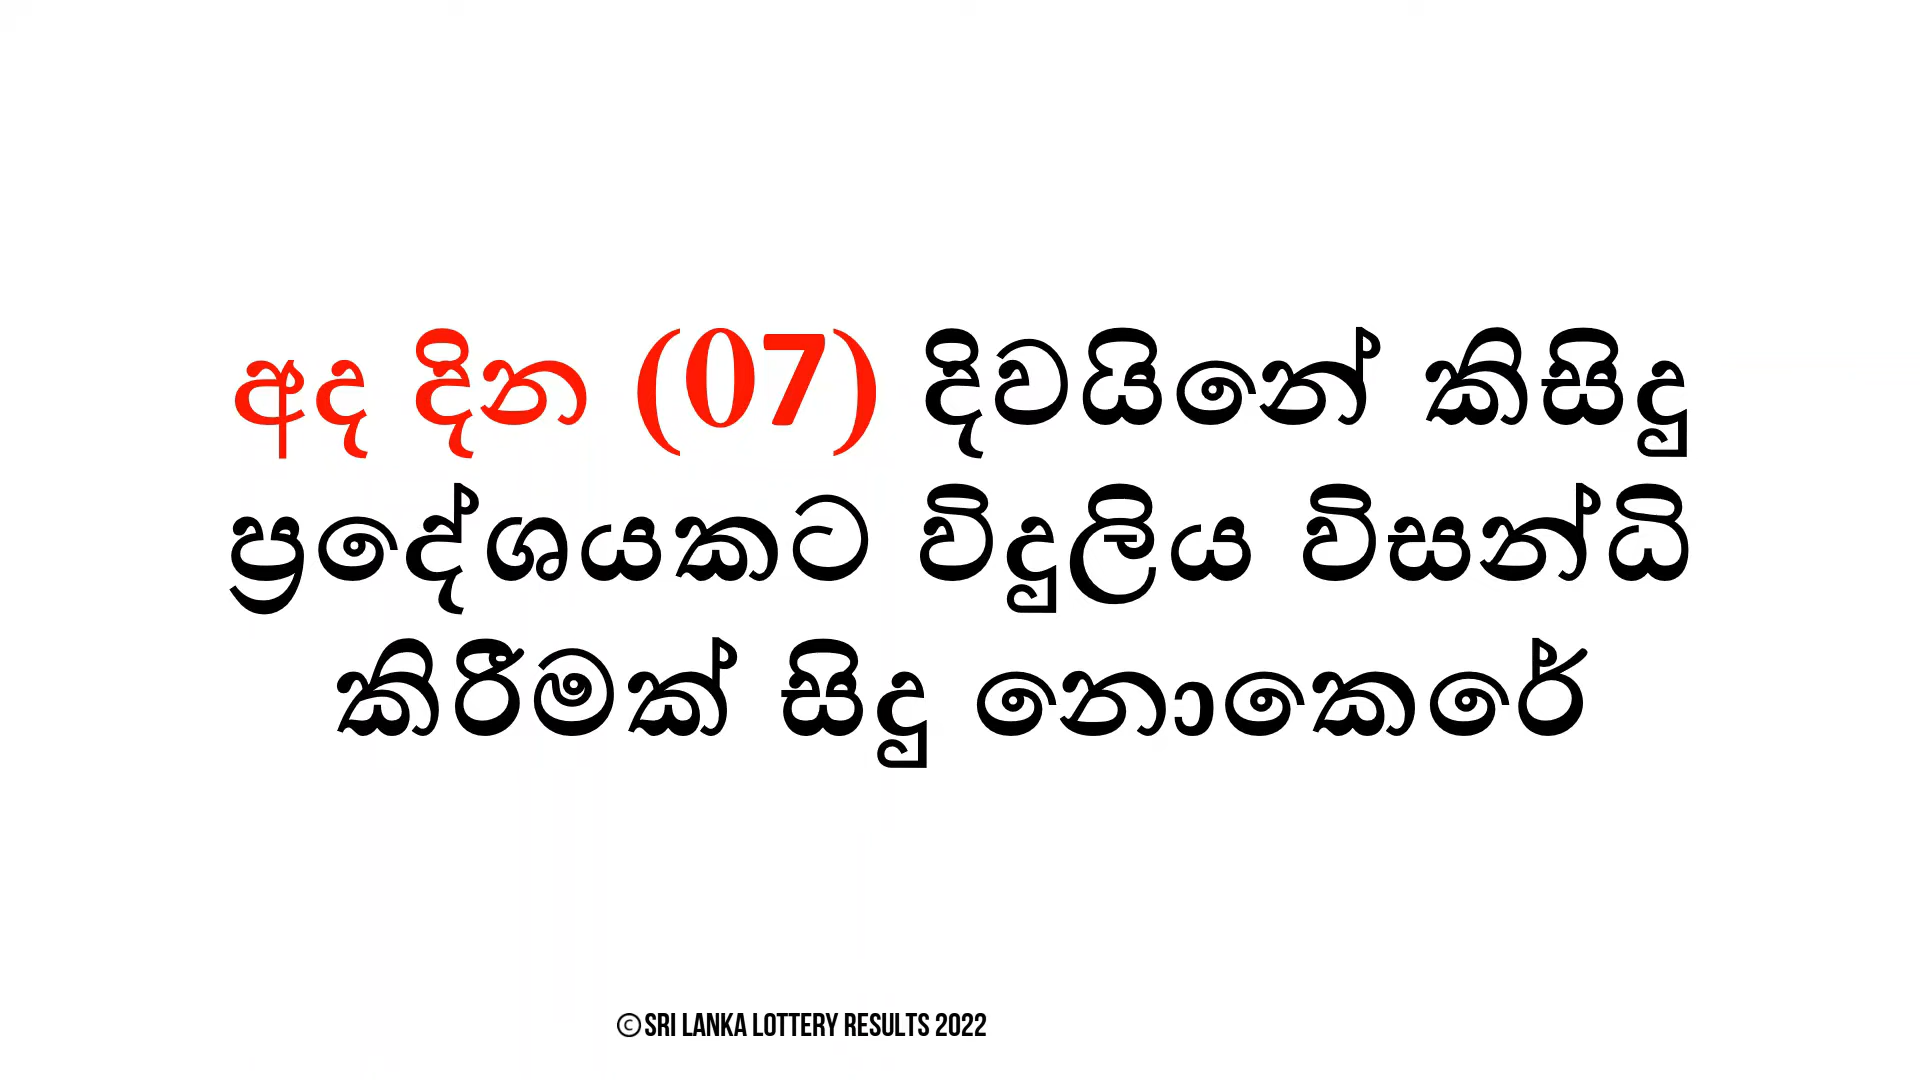 අද දින (07) දිවයිනේ කිසිදු
ප්‍රදේශයකට විදුලිය විසන්ධි
කිරීමක් සිදු නොකෙරේ
©SRI LANKA LOTTERY RESULTS 2022